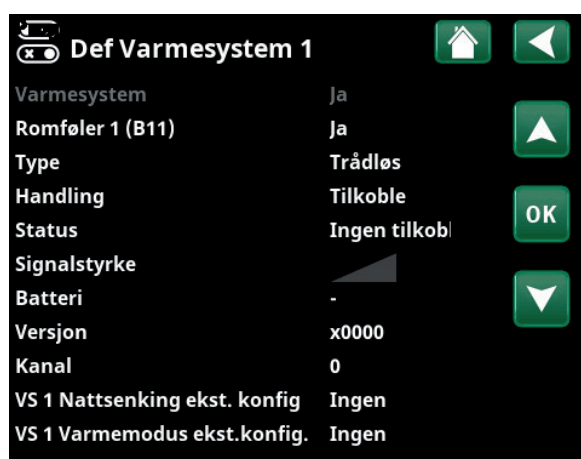 Def Varmesystem 1
Varmesystem Ja
Romføler 1 (B11) Ja
Type Trådløs
Handling Tilkoble
OK
Status Ingen tilkobl
Signalstyrke
Batteri -
Versjon x0000
Kanal 0
VS 1 Nattsenking ekst. konfig Ingen
VS 1 Varmemodus ekst.konfig. Ingen